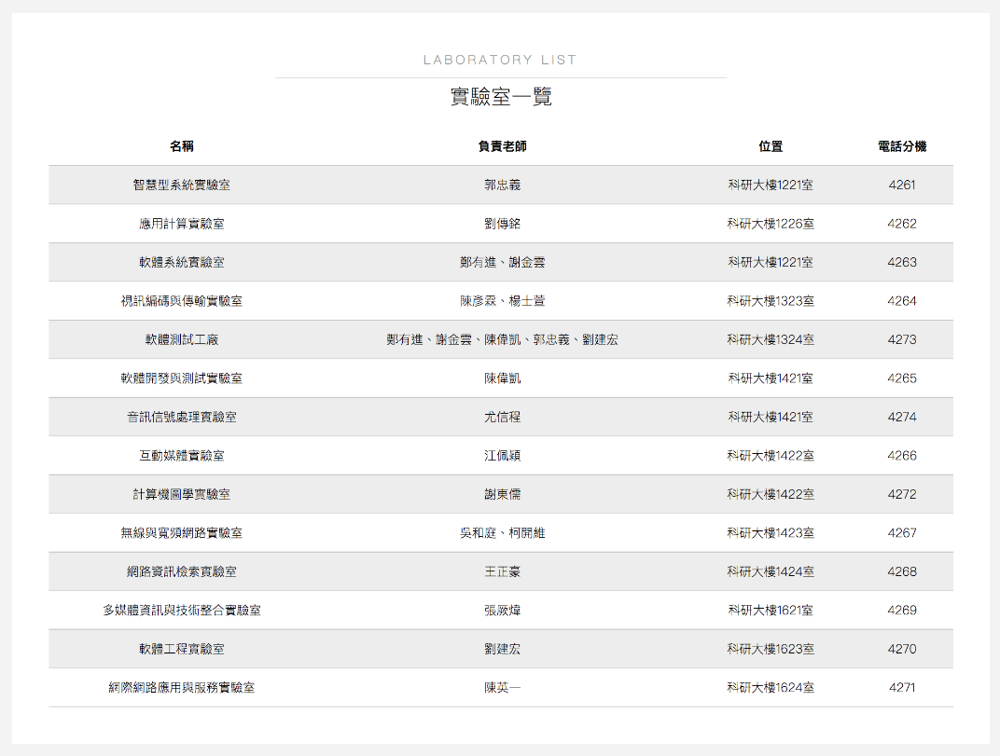 LABORATORY LIST
實驗室一覽
名稱 負責老師 位置 電話分機
智慧型系統實驗室 郭忠義 科研大樓1221室 4261
應用計算實驗室 劉傳銘 科研大樓1226室 4262
軟體系統實驗室 鄭有進、謝金雲 科研大樓1221室 4263
視訊編碼與傳輸實驗室 陳彥霖、楊士萱 科研大樓1323室 4264
軟體測試工廠 鄭有進、謝金雲、陳偉凱、郭忠義、劉建宏 科研大樓1324室 4273
軟體開發與測試實驗室 陳偉凱 科研大樓1421室 4265
音訊信號處理實驗室 尤信程 科研大樓1421室 4274
互動媒體實驗室 江佩穎 科研大樓1422室 4266
計算機圖學實驗室 謝東儒 科研大樓1422室 4272
無線與寬頻網路實驗室 吳和庭、柯開維 科研大樓1423室 4267
網路資訊檢索實驗室 王正豪 科研大樓1424室 4268
多媒體資訊與技術整合實驗室 張厥煒 科研大樓1621室 4269
軟體工程實驗室 劉建宏 科研大樓1623室 4270
網際網路應用與服務實驗室 陳英一 科研大樓1624室 4271